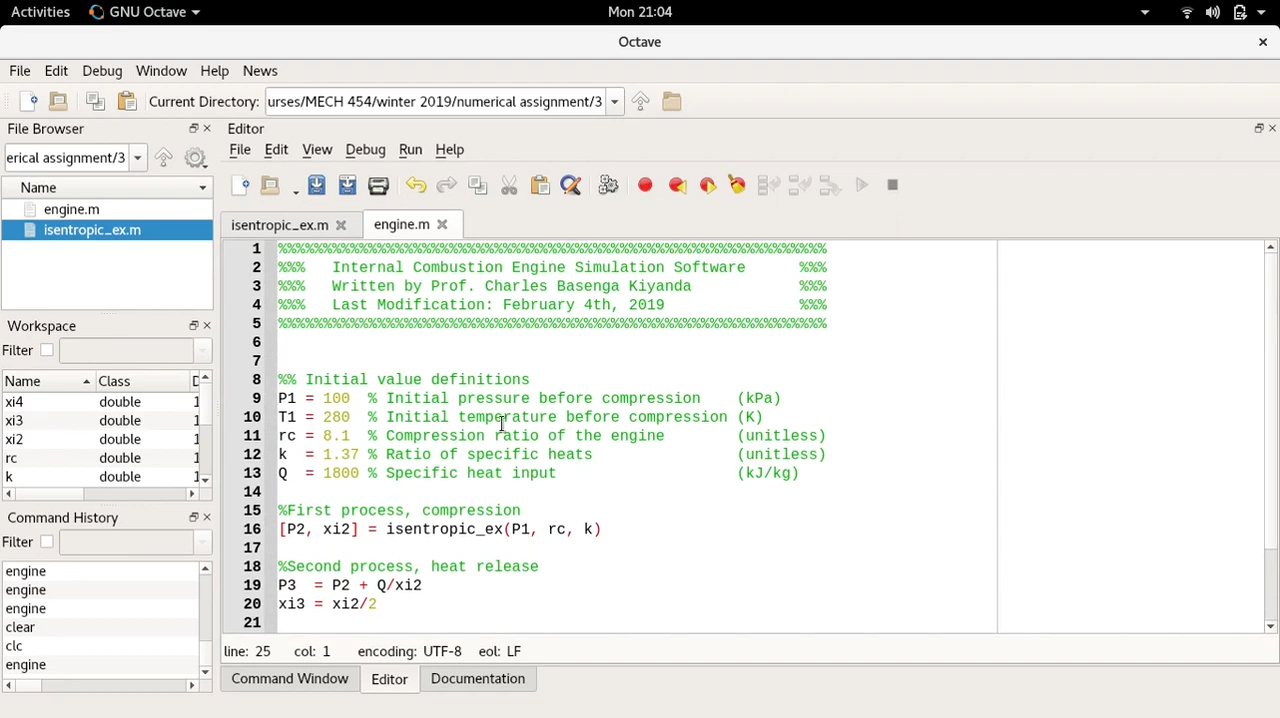 Activities GNU Octave Mon 21:04
Octave
File Edit Debug Window Help News
Current Directory: urses/MECH 454/winter 2019/numerical assignment/3
File Browser
erical assignment/3
Name
engine.m
isentropic_ex.m
Workspace
Filter
Name Class D
xi4 double 1
xi3 double 1
xi2 double 1
rc double 1
k double 1
Command History
Filter
engine
engine
engine
clear
clc
engine
Editor
File Edit View Debug Run Help
isentropic_ex.m engine.m
1 %%%%%%%%%%%%%%%%%%%%%%%%%%%%%%%%%%%%%%%%%%%%%%%%%%%%%%%%%%%%%
2 %%% Internal Combustion Engine Simulation Software %%%
3 %%% Written by Prof. Charles Basenga Kiyanda %%%
4 %%% Last Modification: February 4th, 2019 %%%
5 %%%%%%%%%%%%%%%%%%%%%%%%%%%%%%%%%%%%%%%%%%%%%%%%%%%%%%%%%%%%%
6
7
8 %% Initial value definitions
9 P1 = 100 % Initial pressure before compression (kPa)
10 T1 = 280 % Initial temperature before compression (K)
11 rc = 8.1 % Compression ratio of the engine (unitless)
12 k = 1.37 % Ratio of specific heats (unitless)
13 Q = 1800 % Specific heat input (kJ/kg)
14
15 %First process, compression
16 [P2, xi2] = isentropic_ex(P1, rc, k)
17
18 %Second process, heat release
19 P3 = P2 + Q/xi2
20 xi3 = xi2/2
21
line: 25 col: 1 encoding: UTF-8 eol: LF
Command Window Editor Documentation